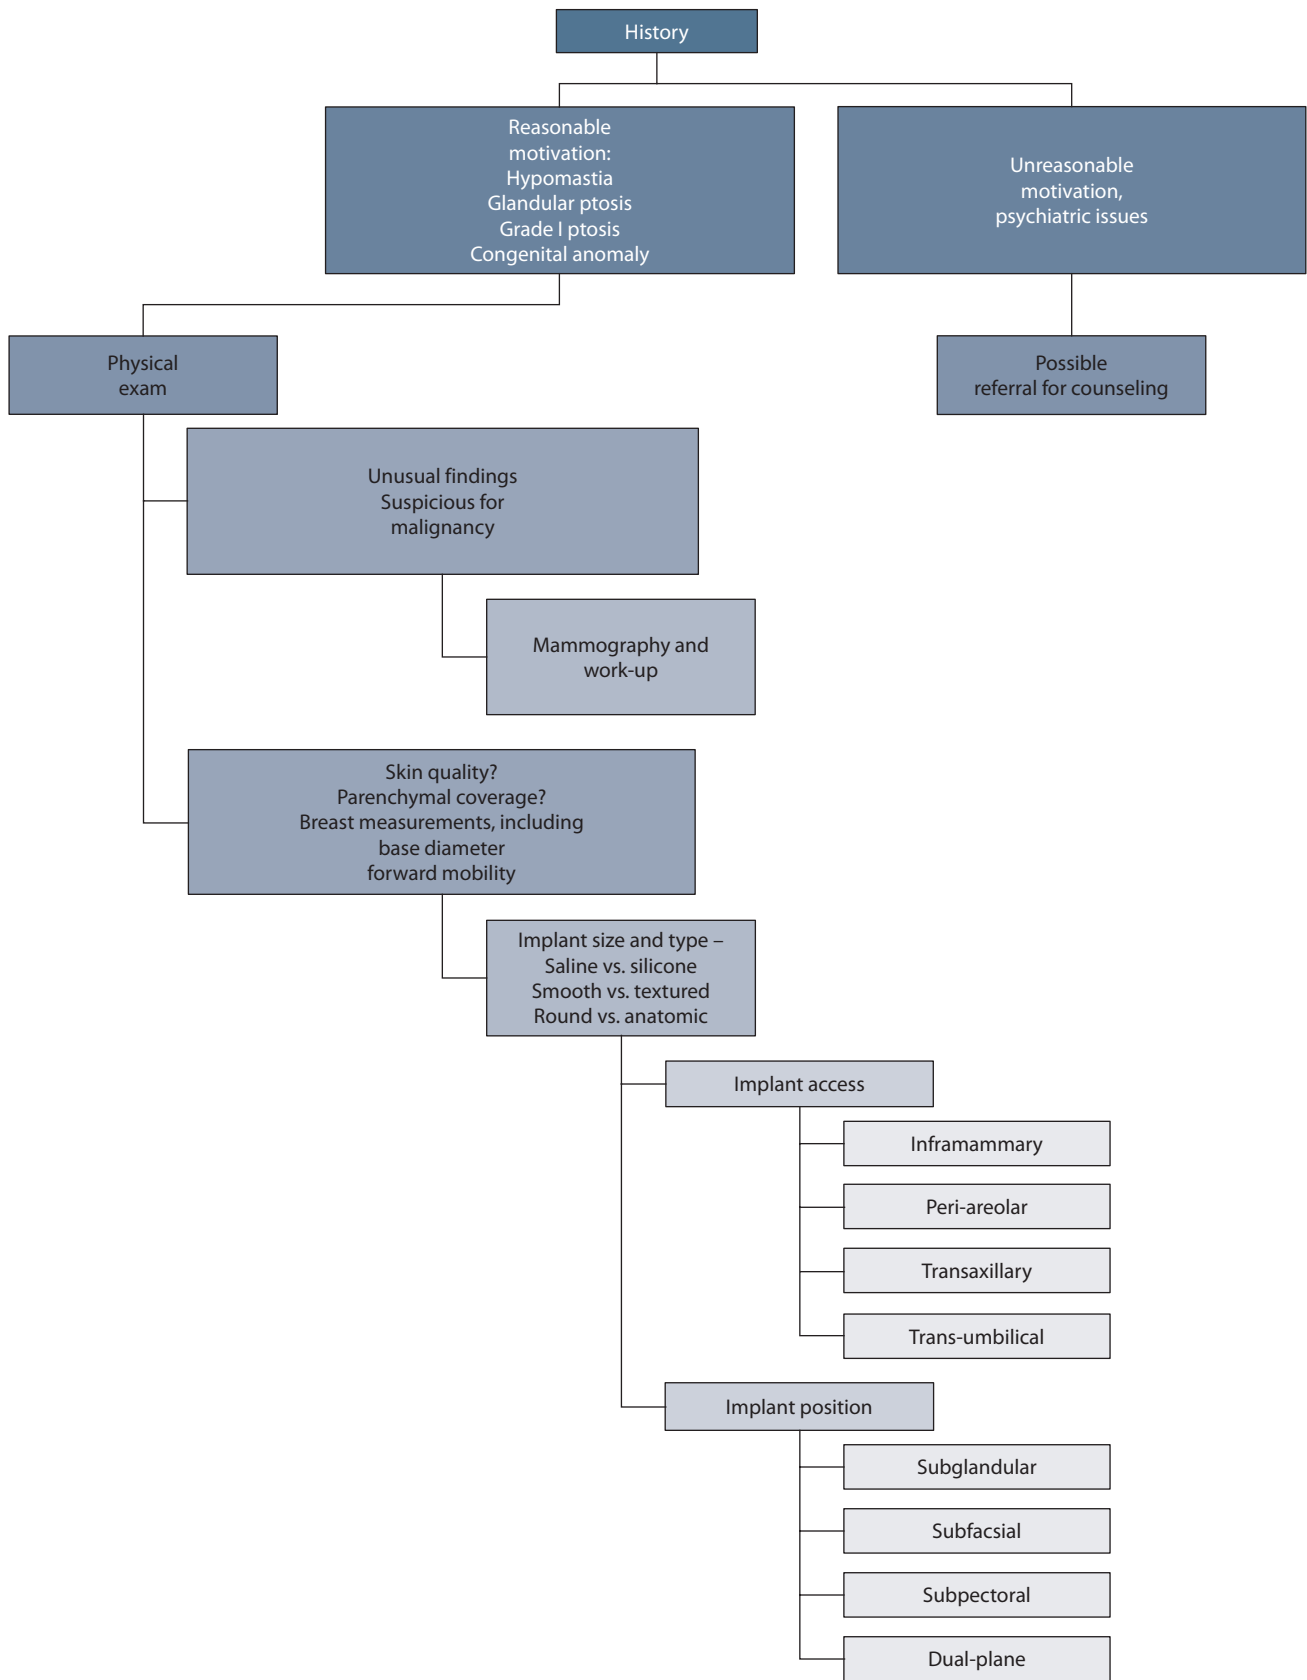 History
Reasonable
motivation:
Hypomastia
Glandular ptosis
Grade I ptosis
Congenital anomaly
Unreasonable
motivation,
psychiatric issues
Physical
exam
Possible
referral for counseling
Unusual findings
Suspicious for
malignancy
Mammography and
work-up
Skin quality?
Parenchymal coverage?
Breast measurements, including
base diameter
forward mobility
Implant size and type –
Saline vs. silicone
Smooth vs. textured
Round vs. anatomic
Implant access
Inframammary
Peri-areolar
Transaxillary
Trans-umbilical
Implant position
Subglandular
Subfacsial
Subpectoral
Dual-plane